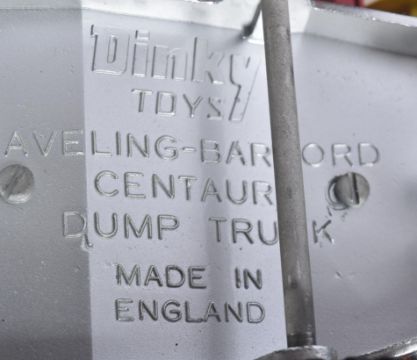 Dinky
TOYS
AVELING-BARFORD
CENTAUR
DUMP TRUCK
MADE IN
ENGLAND